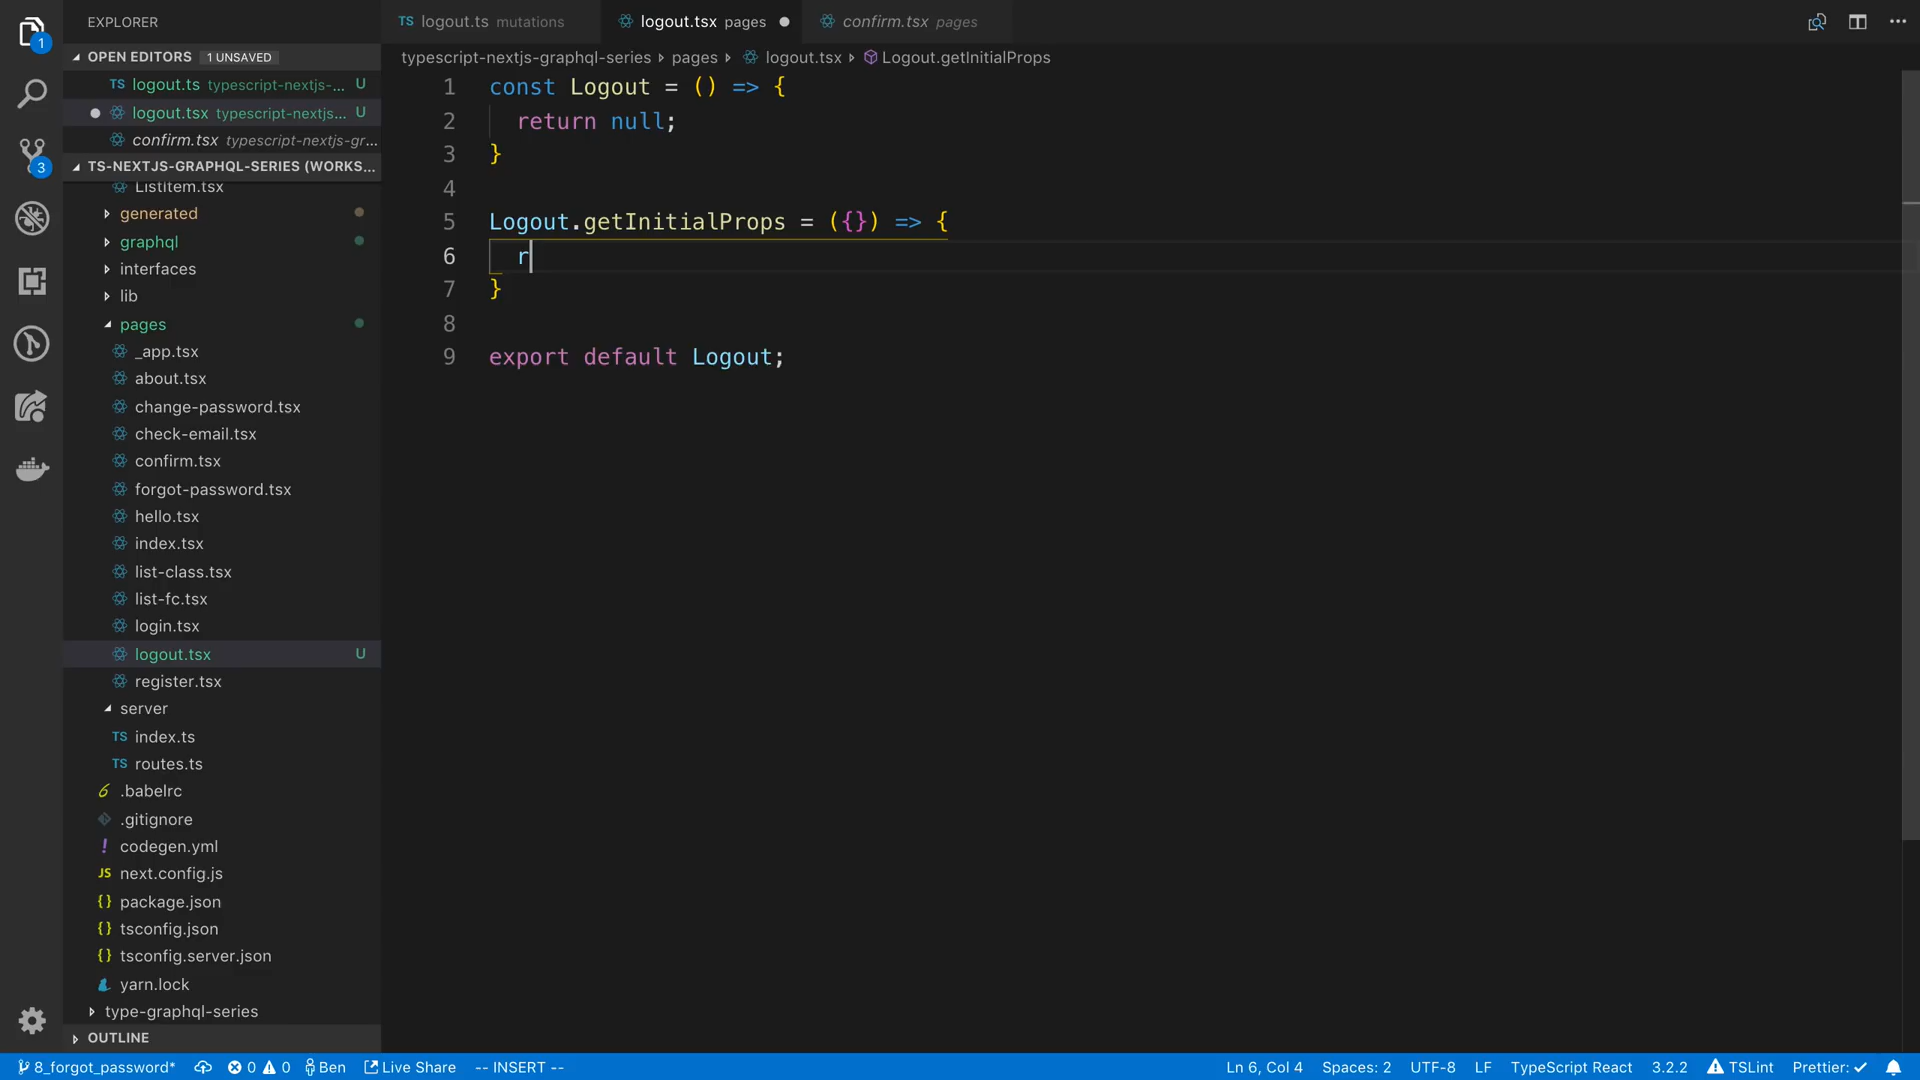 EXPLORER
OPEN EDITORS 1 UNSAVED
TS logout.ts typescript-nextjs-... U
logout.tsx typescript-nextjs... U
confirm.tsx typescript-nextjs-gr...
TS-NEXTJS-GRAPHQL-SERIES (WORKS...
ListItem.tsx
generated
graphql
interfaces
lib
pages
_app.tsx
about.tsx
change-password.tsx
check-email.tsx
confirm.tsx
forgot-password.tsx
hello.tsx
index.tsx
list-class.tsx
list-fc.tsx
login.tsx
logout.tsx U
register.tsx
server
TS index.ts
TS routes.ts
.babelrc
.gitignore
! codegen.yml
JS next.config.js
{} package.json
{} tsconfig.json
{} tsconfig.server.json
yarn.lock
type-graphql-series
OUTLINE
1
3
TS logout.ts mutations
logout.tsx pages
confirm.tsx pages
typescript-nextjs-graphql-series pages logout.tsx Logout.getInitialProps
1 const Logout = () => {
2 return null;
3 }
4
5 Logout.getInitialProps = ({}) => {
6 r
7 }
8
9 export default Logout;
8_forgot_password* 0 0 Ben Live Share -- INSERT -- Ln 6, Col 4 Spaces: 2 UTF-8 LF TypeScript React 3.2.2 TSLint Prettier: ✓